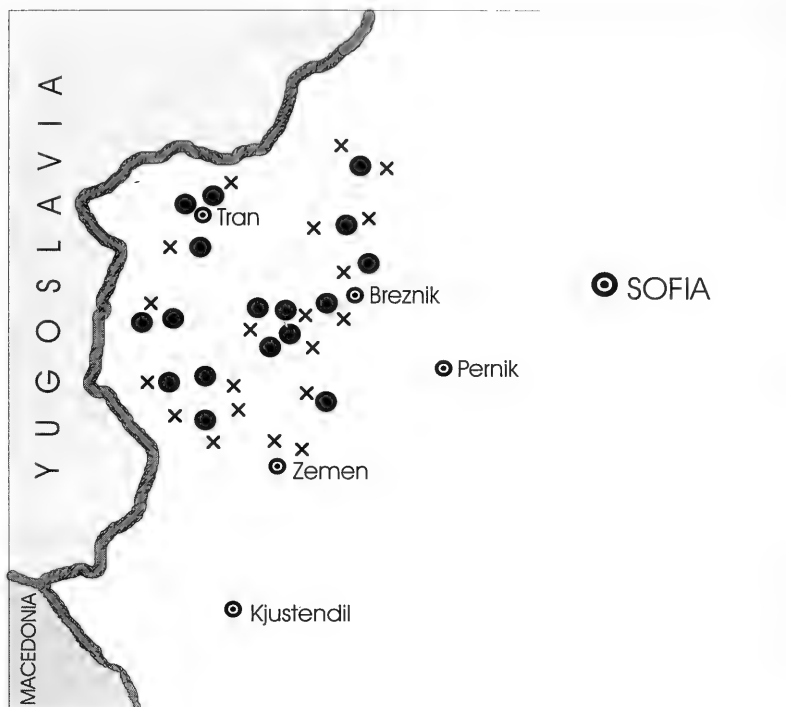 YUGOSLAVIA
Tran
Breznik
SOFIA
Pernik
Zemen
Kjustendil
MACEDONIA